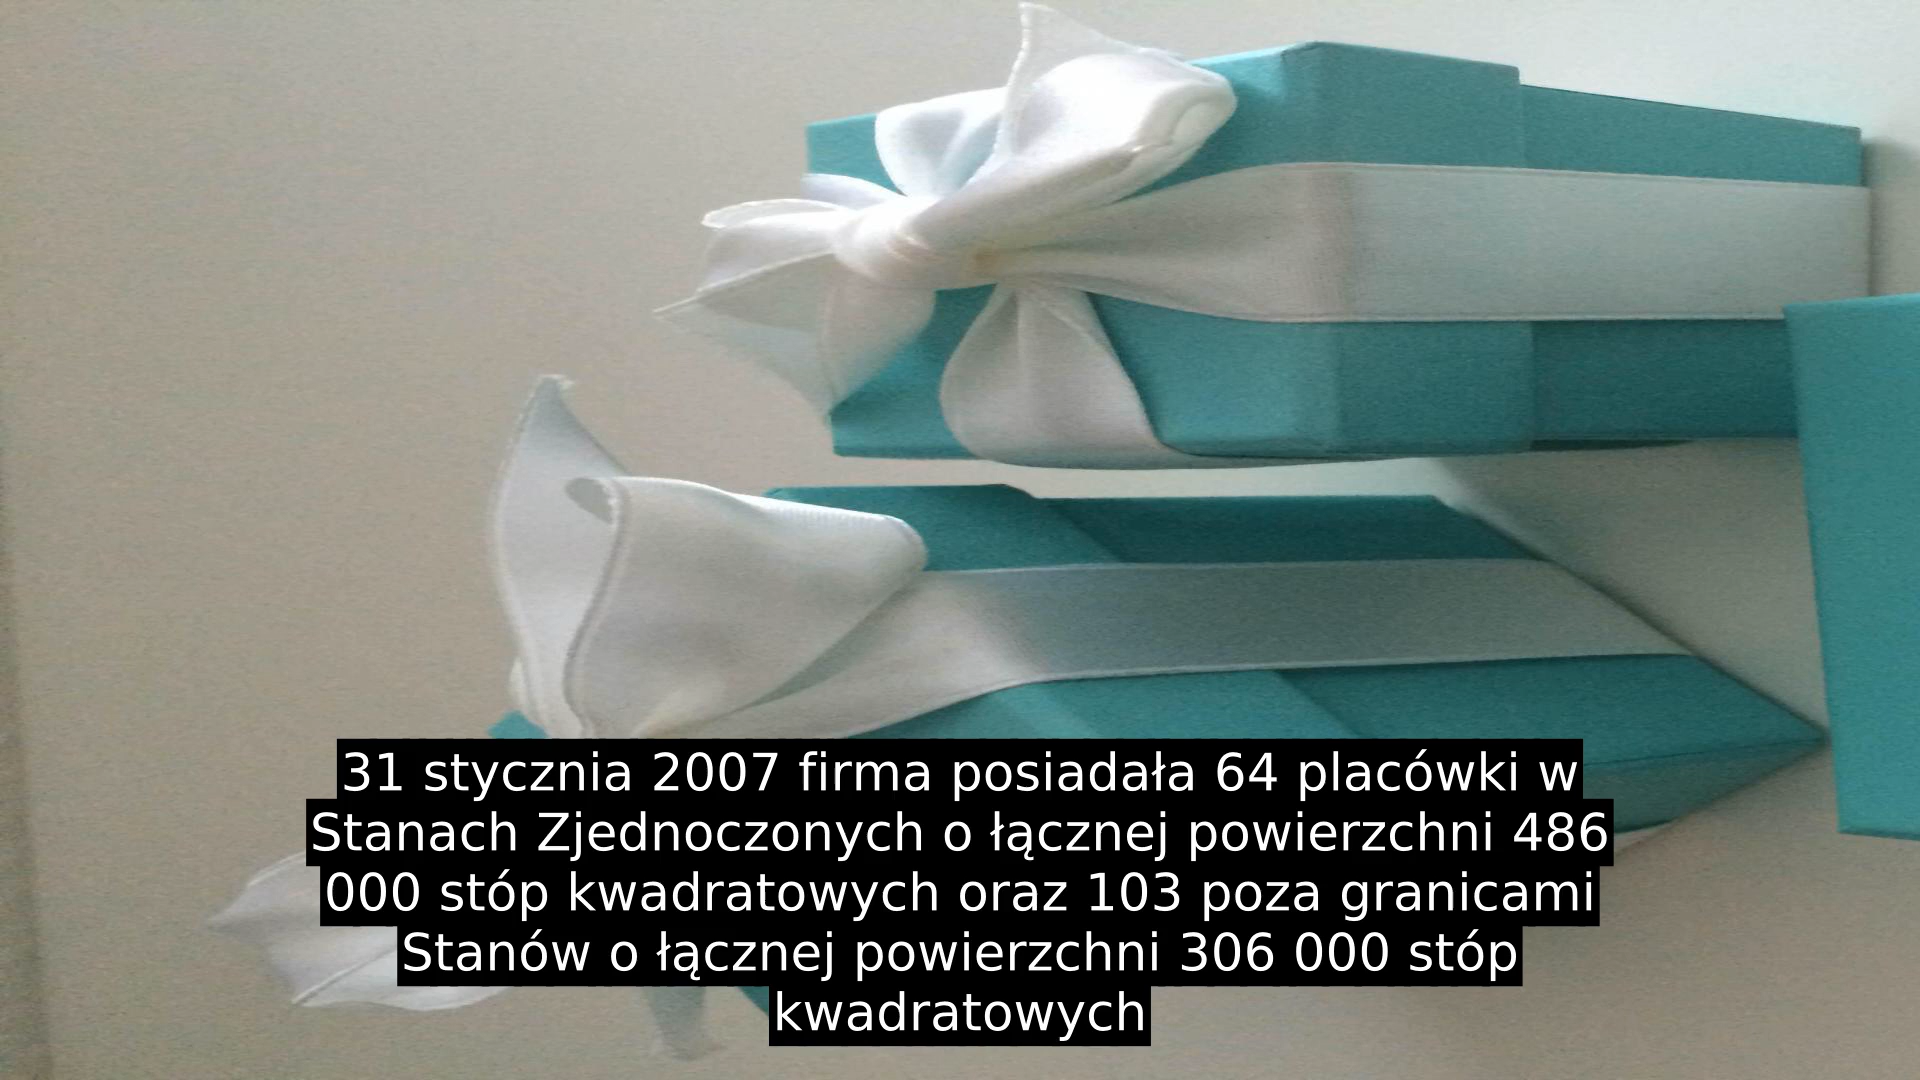 31 stycznia 2007 firma posiadała 64 placówki w
Stanach Zjednoczonych o łącznej powierzchni 486
000 stóp kwadratowych oraz 103 poza granicami
Stanów o łącznej powierzchni 306 000 stóp
kwadratowych